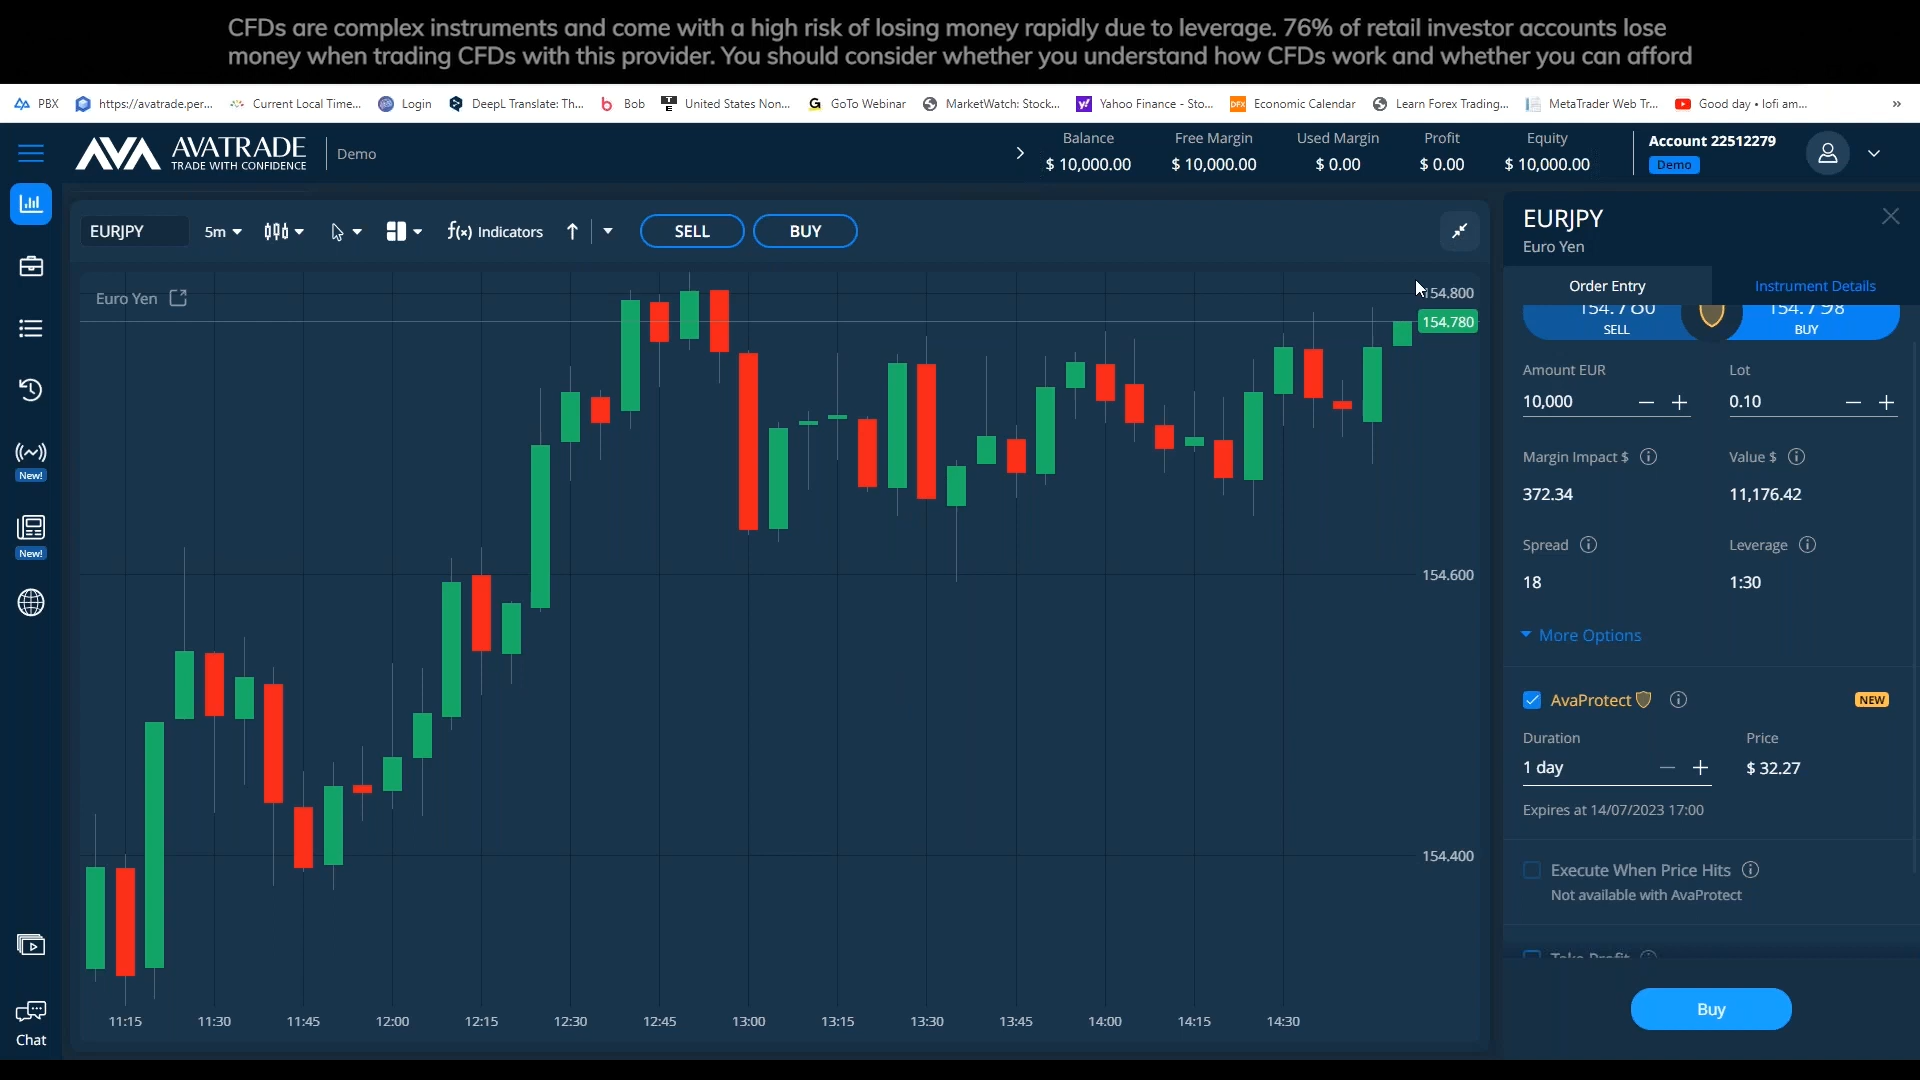 CFDs are complex instruments and come with a high risk of losing money rapidly due to leverage. 76% of retail investor accounts lose
money when trading CFDs with this provider. You should consider whether you understand how CFDs work and whether you can afford
PBX https://avatrade.per... Current Local Time... Login DeepL Translate: Th... Bob United States Non... GoTo Webinar MarketWatch: Stock... Yahoo Finance - Sto... Economic Calendar Learn Forex Trading... MetaTrader Web Tr... Good day • lofi am... »
AVA AVATRADE
TRADE WITH CONFIDENCE
Demo
Balance Free Margin Used Margin Profit Equity
$ 10,000.00 $ 10,000.00 $ 0.00 $ 0.00 $ 10,000.00
Account 22512279
Demo
EURJPY 5m f(x) Indicators SELL BUY
Euro Yen
154.800
154.780
154.600
154.400
11:15 11:30 11:45 12:00 12:15 12:30 12:45 13:00 13:15 13:30 13:45 14:00 14:15 14:30
New!
New!
Chat
EURJPY
Euro Yen
Order Entry Instrument Details
154.780 154.798
SELL BUY
Amount EUR Lot
10,000 0.10
Margin Impact $ Value $
372.34 11,176.42
Spread Leverage
18 1:30
More Options
AvaProtect NEW
Duration Price
1 day $ 32.27
Expires at 14/07/2023 17:00
Execute When Price Hits
Not available with AvaProtect
Take Profit
Buy